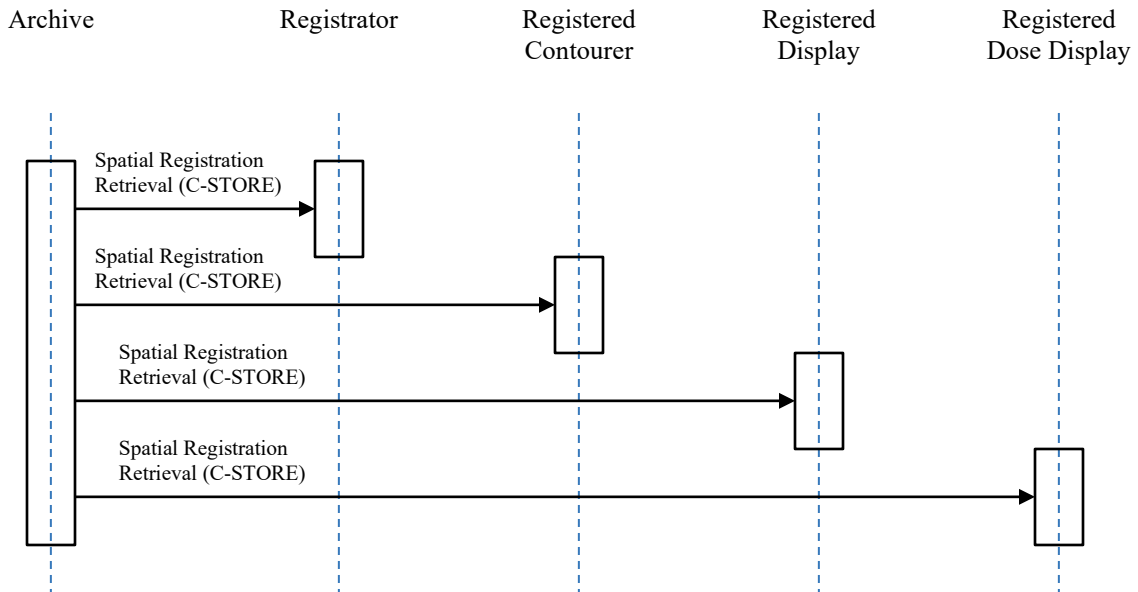 Archive
Registrator
Registered
Contourer
Registered
Display
Registered
Dose Display
Spatial Registration
Retrieval (C-STORE)
Spatial Registration
Retrieval (C-STORE)
Spatial Registration
Retrieval (C-STORE)
Spatial Registration
Retrieval (C-STORE)